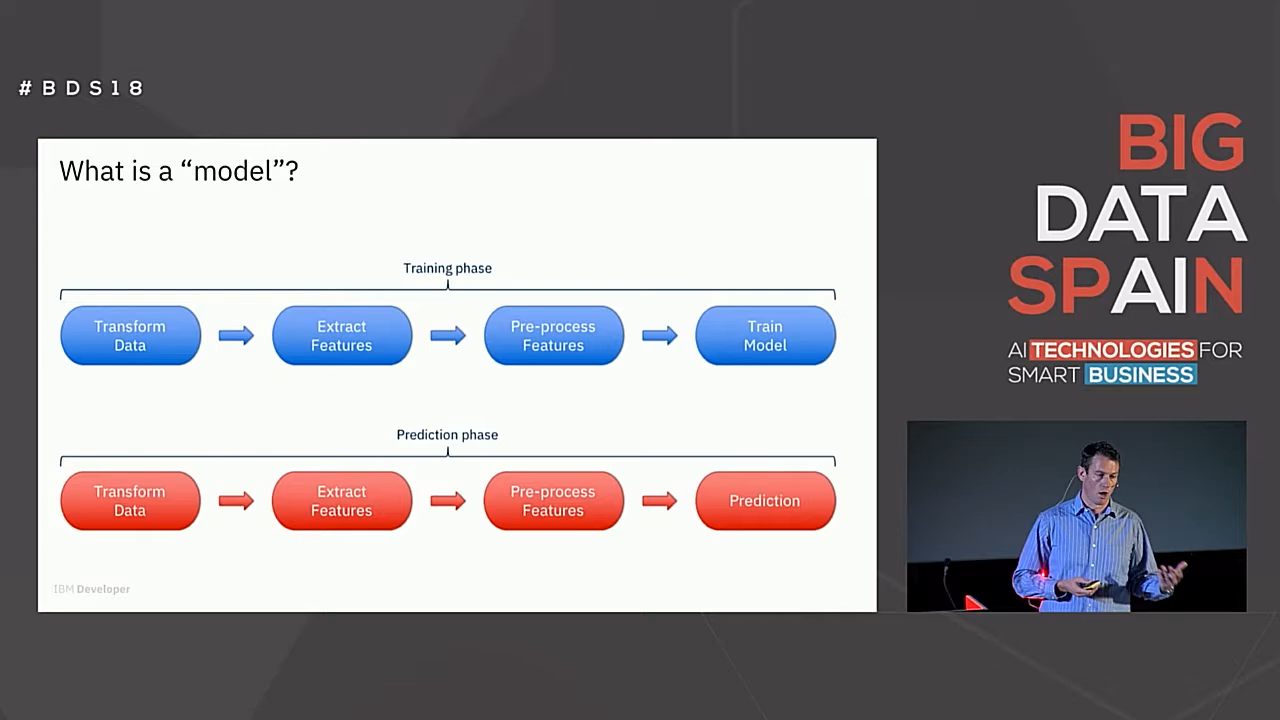 #BDS18
What is a “model”?
Training phase
Transform
Data
Extract
Features
Pre-process
Features
Train
Model
Prediction phase
Transform
Data
Extract
Features
Pre-process
Features
Prediction
IBM Developer
BIG
DATA
SPAIN
AI TECHNOLOGIES FOR
SMART BUSINESS